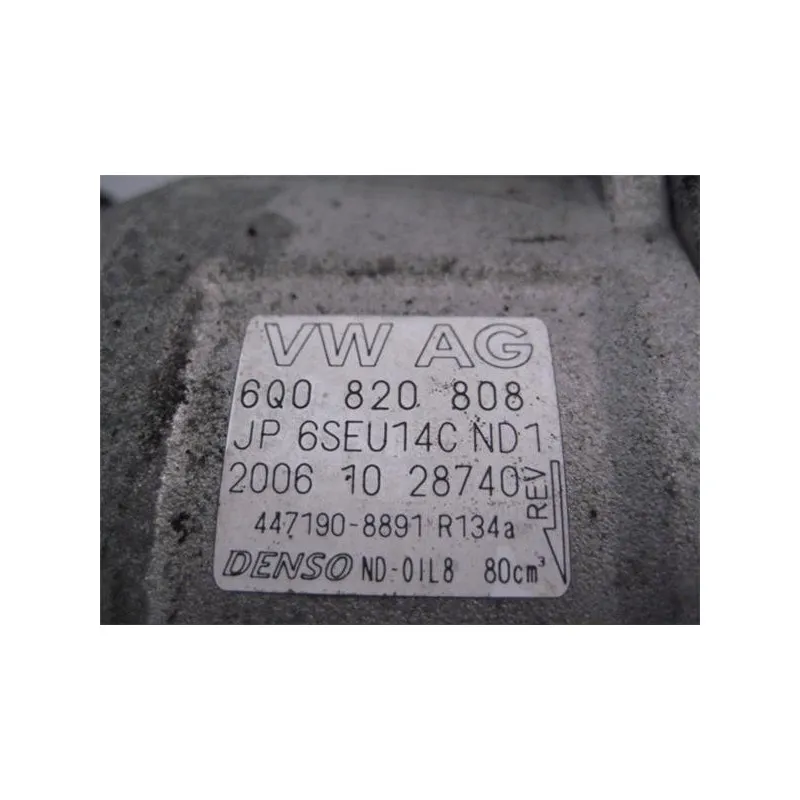 VW AG
6Q0 820 808
JP 6SEU14C ND1
2006 10 28740
REV
447190-8891 R134a
DENSO ND-OIL8 80cm³